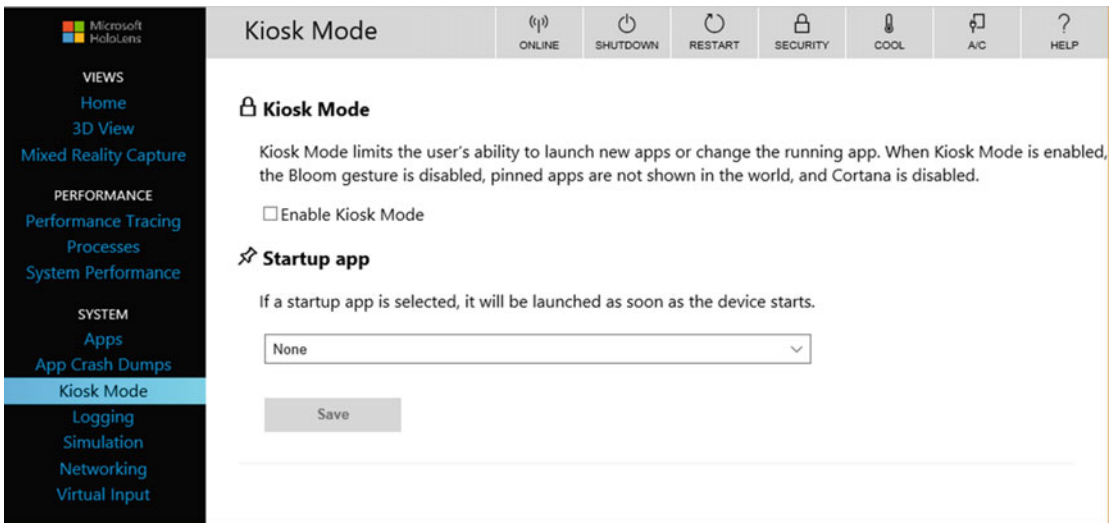 Microsoft
HoloLens
Kiosk Mode
ONLINE
SHUTDOWN
RESTART
SECURITY
COOL
A/C
?
HELP
VIEWS
Home
3D View
Mixed Reality Capture
PERFORMANCE
Performance Tracing
Processes
System Performance
SYSTEM
Apps
App Crash Dumps
Kiosk Mode
Logging
Simulation
Networking
Virtual Input
Kiosk Mode
Kiosk Mode limits the user's ability to launch new apps or change the running app. When Kiosk Mode is enabled,
the Bloom gesture is disabled, pinned apps are not shown in the world, and Cortana is disabled.
Enable Kiosk Mode
Startup app
If a startup app is selected, it will be launched as soon as the device starts.
None
Save